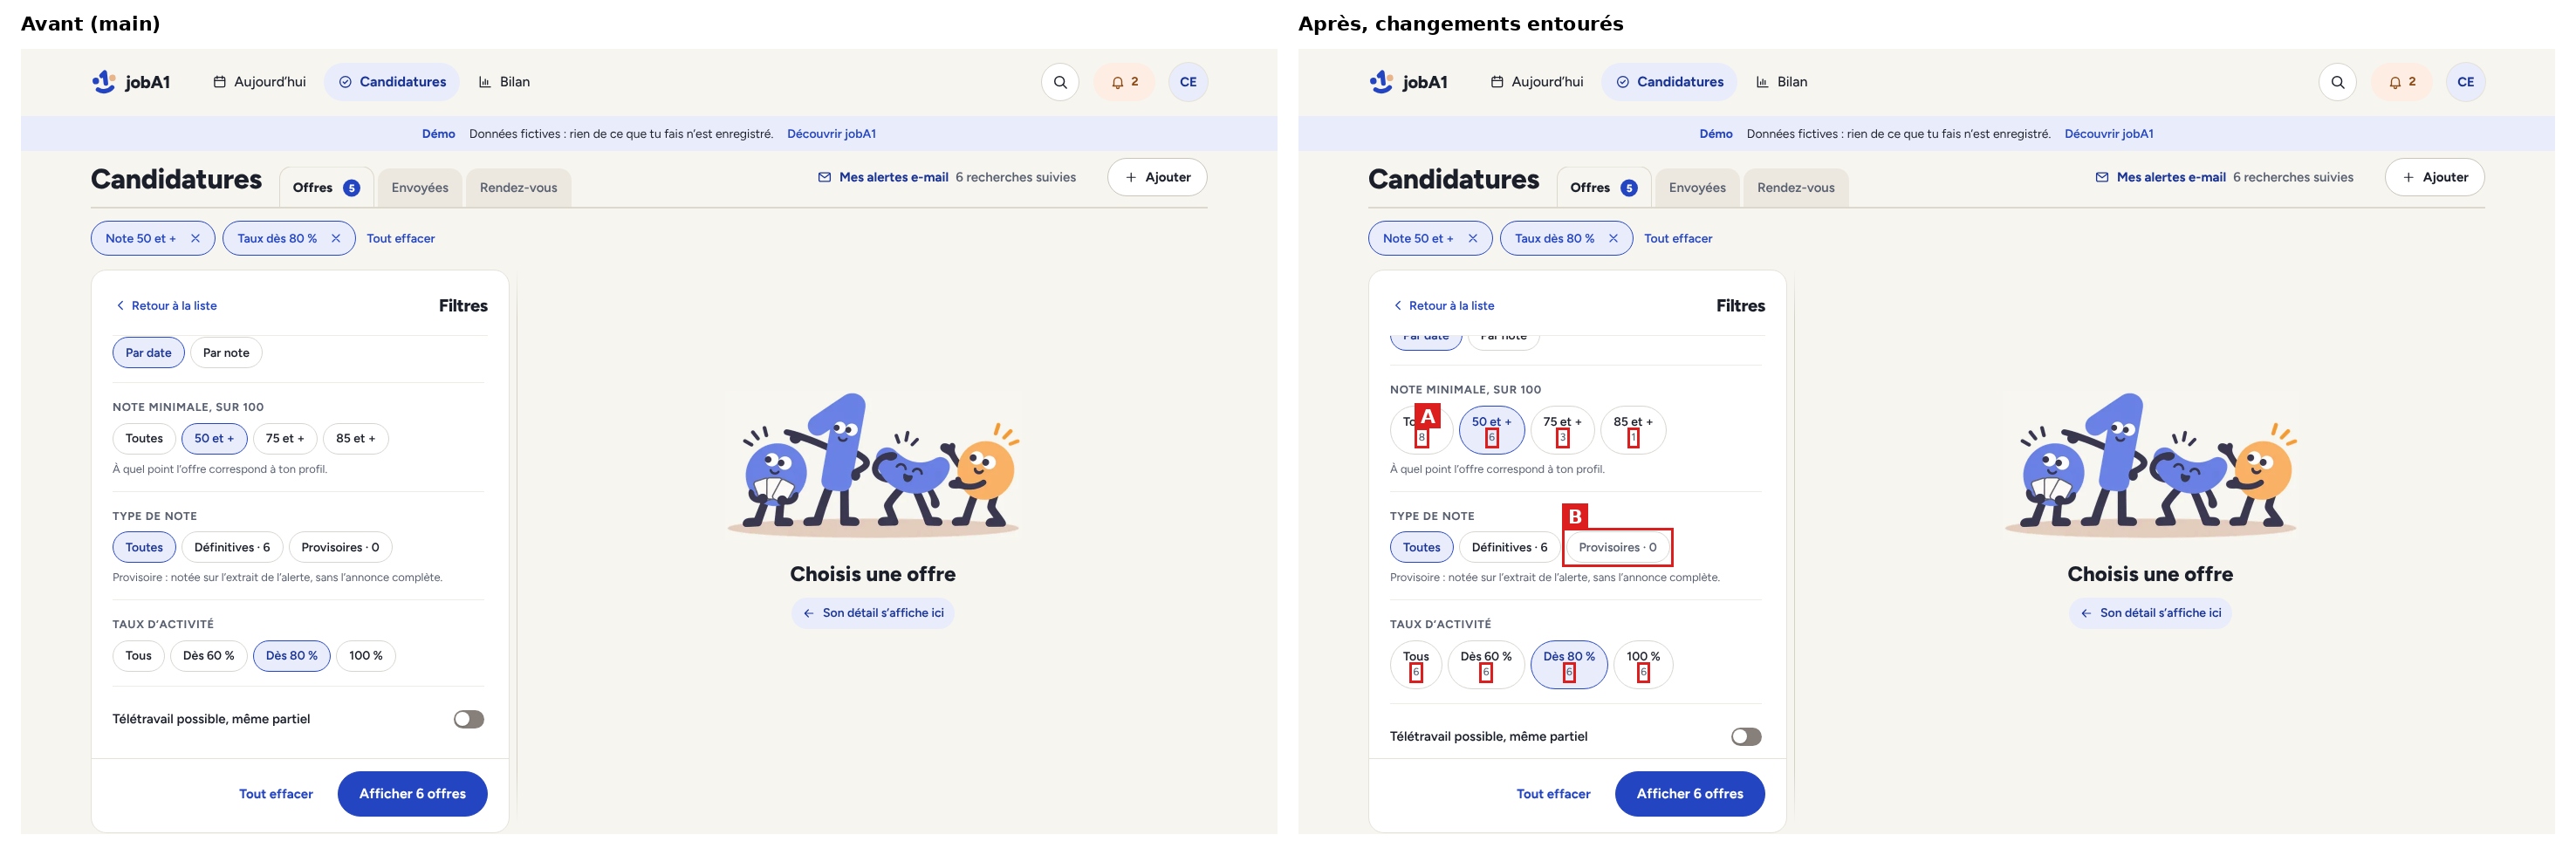 Avant (main)
jobA1
Aujourd'hui
Candidatures
Bilan
2
CE
Démo Données fictives : rien de ce que tu fais n'est enregistré. Découvrir jobA1
Candidatures
Offres 5
Envoyées
Rendez-vous
Mes alertes e-mail 6 recherches suivies
+ Ajouter
Note 50 et + ×
Taux dès 80 % ×
Tout effacer
Retour à la liste
Filtres
Par date
Par note
NOTE MINIMALE, SUR 100
Toutes
50 et +
75 et +
85 et +
À quel point l'offre correspond à ton profil.
TYPE DE NOTE
Toutes
Définitives · 6
Provisoires · 0
Provisoire : notée sur l'extrait de l'alerte, sans l'annonce complète.
TAUX D'ACTIVITÉ
Tous
Dès 60 %
Dès 80 %
100 %
Télétravail possible, même partiel
Tout effacer
Afficher 6 offres
Choisis une offre
← Son détail s'affiche ici
Après, changements entourés
jobA1
Aujourd'hui
Candidatures
Bilan
2
CE
Démo Données fictives : rien de ce que tu fais n'est enregistré. Découvrir jobA1
Candidatures
Offres 5
Envoyées
Rendez-vous
Mes alertes e-mail 6 recherches suivies
+ Ajouter
Note 50 et + ×
Taux dès 80 % ×
Tout effacer
Retour à la liste
Filtres
Par date
Par note
NOTE MINIMALE, SUR 100
A
8
50 et +
6
75 et +
3
85 et +
1
À quel point l'offre correspond à ton profil.
TYPE DE NOTE
B
Toutes
Définitives · 6
Provisoires · 0
Provisoire : notée sur l'extrait de l'alerte, sans l'annonce complète.
TAUX D'ACTIVITÉ
Tous
6
Dès 60 %
6
Dès 80 %
6
100 %
6
Télétravail possible, même partiel
Tout effacer
Afficher 6 offres
Choisis une offre
← Son détail s'affiche ici